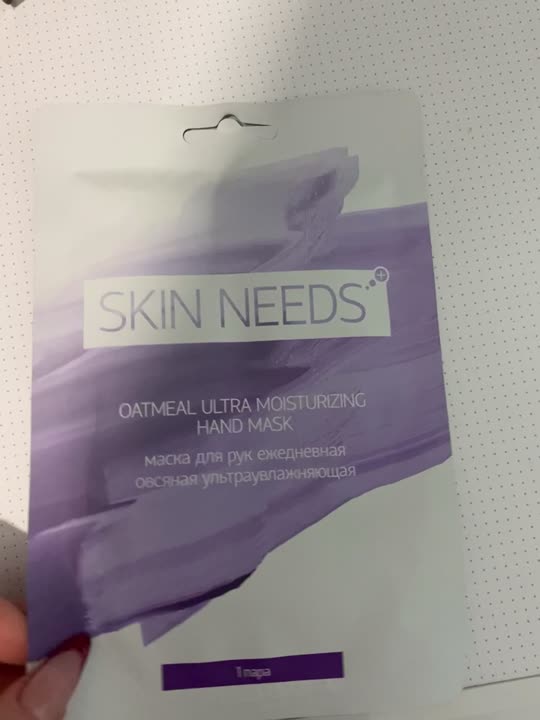 SKIN NEEDS
OATMEAL ULTRA MOISTURIZING
HAND MASK
маска для рук ежедневная
овсяная ультраувлажняющая
1 пара